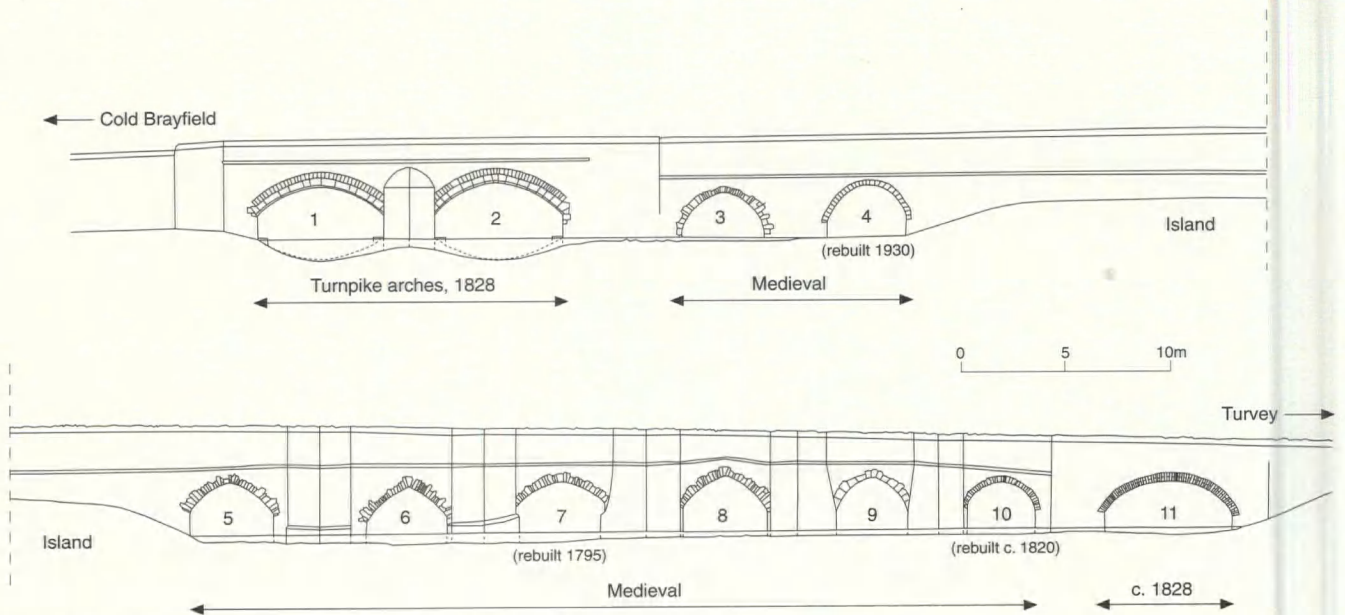 Cold Brayfield
1 2 3 4
Island
(rebuilt 1930)
Turnpike arches, 1828
Medieval
0 5 10m
Turvey
5 6 7 8 9 10 11
Island
(rebuilt 1795)
(rebuilt c. 1820)
Medieval
c. 1828